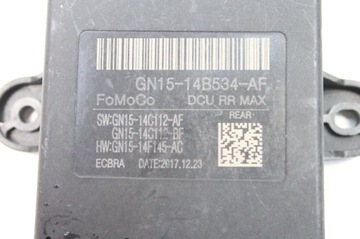 GN15-14B534-AF
FoMoCo DCU RR MAX
SW:GN15-14C112-AF REAR
GN15-14C113-BF
HW:GN15-14F145-AC
ECBRA DATE:2017.12.23